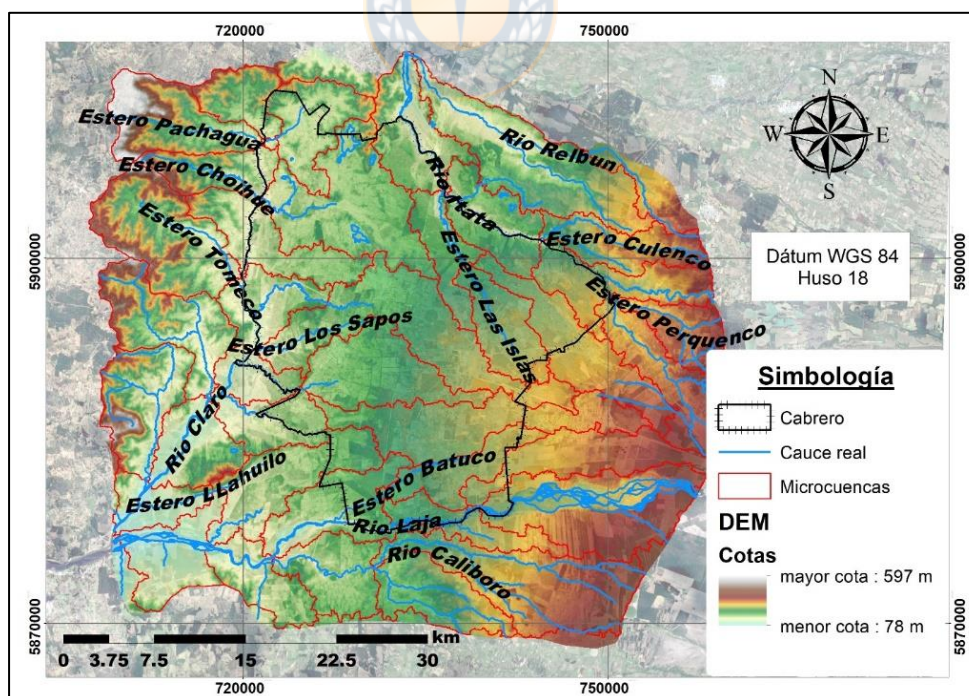 720000
750000
Estero Pachagua
Estero Choihue
Estero Tomeco
Rio Relbun
Rio Itata
Estero Culenco
N
W
E
S
Dátum WGS 84
Huso 18
5900000
5900000
Estero Las Islas
Estero Perquenco
Estero Los Sapos
Rio Claro
Estero LLahuilo
Estero Batuco
Rio Laja
Rio Caliboro
Simbología
Cabrero
Cauce real
Microcuencas
DEM
Cotas
mayor cota : 597 m
menor cota : 78 m
5870000
5870000
km
0 3.75 7.5 15 22.5 30
720000
750000